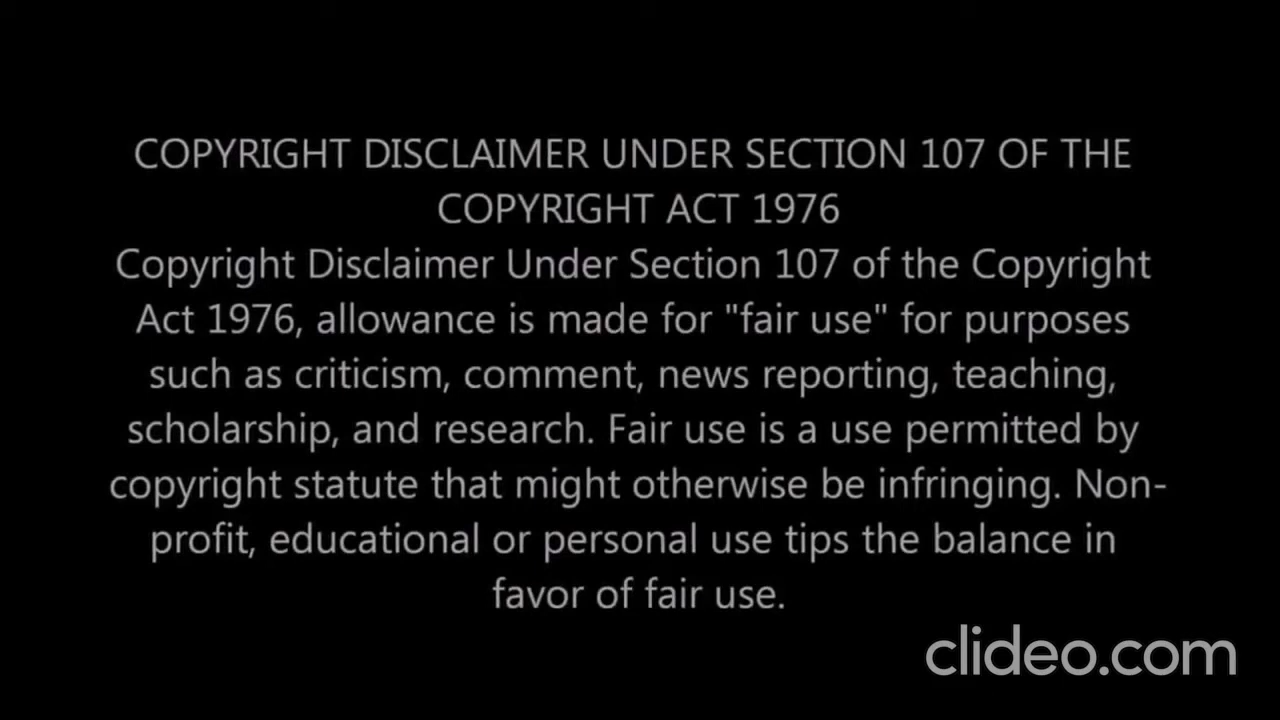 COPYRIGHT DISCLAIMER UNDER SECTION 107 OF THE
COPYRIGHT ACT 1976
Copyright Disclaimer Under Section 107 of the Copyright
Act 1976, allowance is made for "fair use" for purposes
such as criticism, comment, news reporting, teaching,
scholarship, and research. Fair use is a use permitted by
copyright statute that might otherwise be infringing. Non-
profit, educational or personal use tips the balance in
favor of fair use.
clideo.com